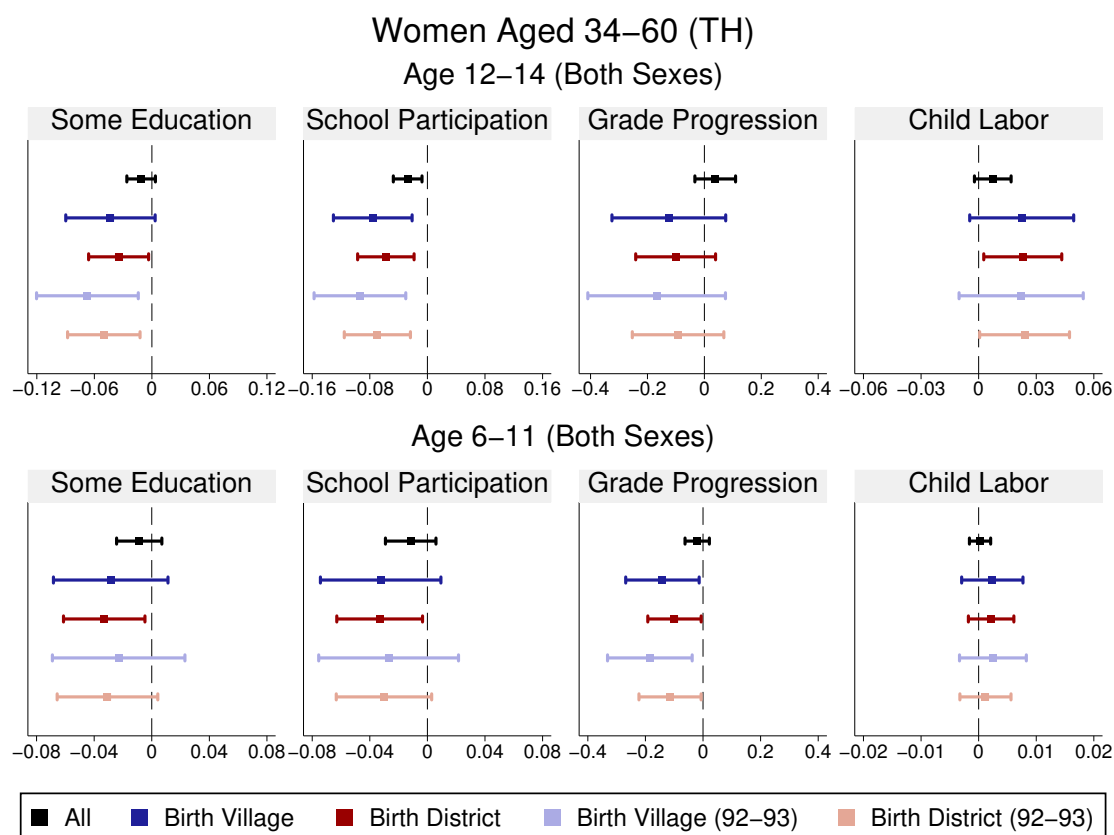 Women Aged 34−60 (TH)
Age 12−14 (Both Sexes)
Some Education School Participation Grade Progression Child Labor
−0.12 −0.06 0 0.06 0.12 −0.16 −0.08 0 0.08 0.16 −0.4 −0.2 0 0.2 0.4 −0.06 −0.03 0 0.03 0.06
Age 6−11 (Both Sexes)
Some Education School Participation Grade Progression Child Labor
−0.08 −0.04 0 0.04 0.08 −0.08 −0.04 0 0.04 0.08 −0.4 −0.2 0 0.2 0.4 −0.02 −0.01 0 0.01 0.02
All Birth Village Birth District Birth Village (92−93) Birth District (92−93)